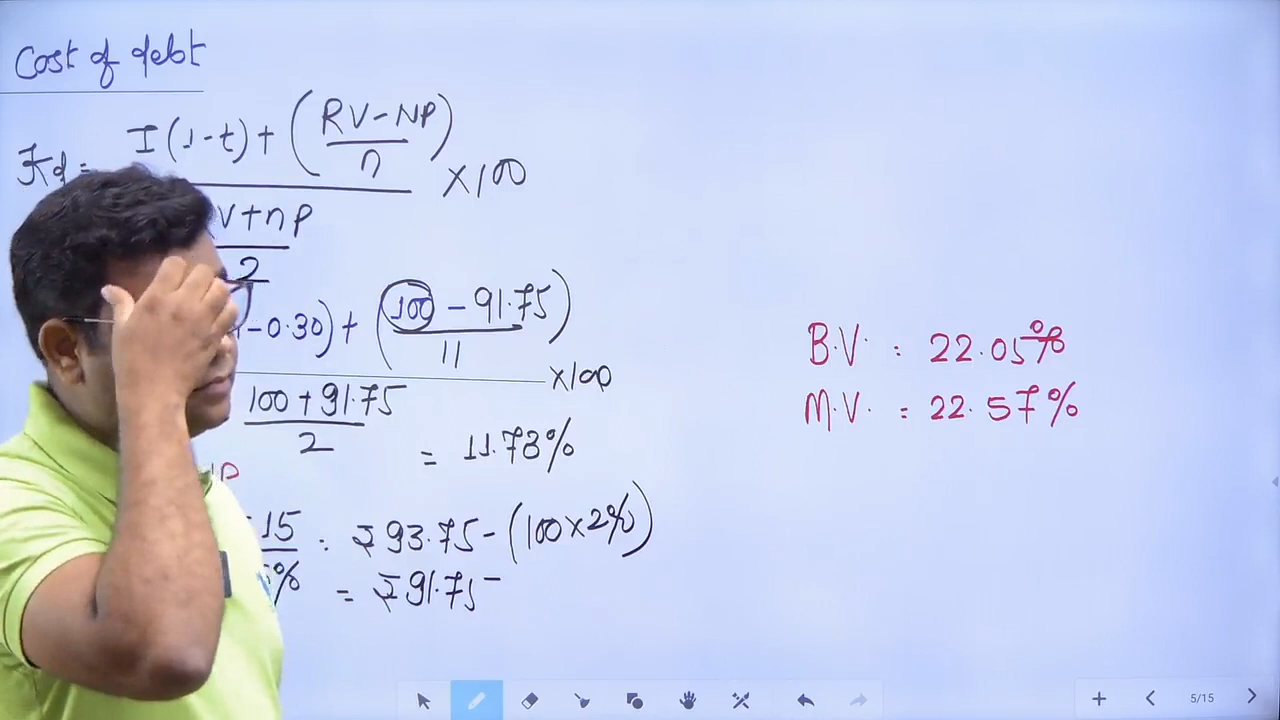 Cost of debt
Kd = I(1-t) + (RV-NP / n) ×100
V+nP
2
-0.30) + (100 - 91.75 / 11) ×100
100 + 91.75
2
= 11.73%
15 : ₹93.75 - (100×2%)
% = ₹91.75
B.V. : 22.05%
M.V. = 22.57%
5/15